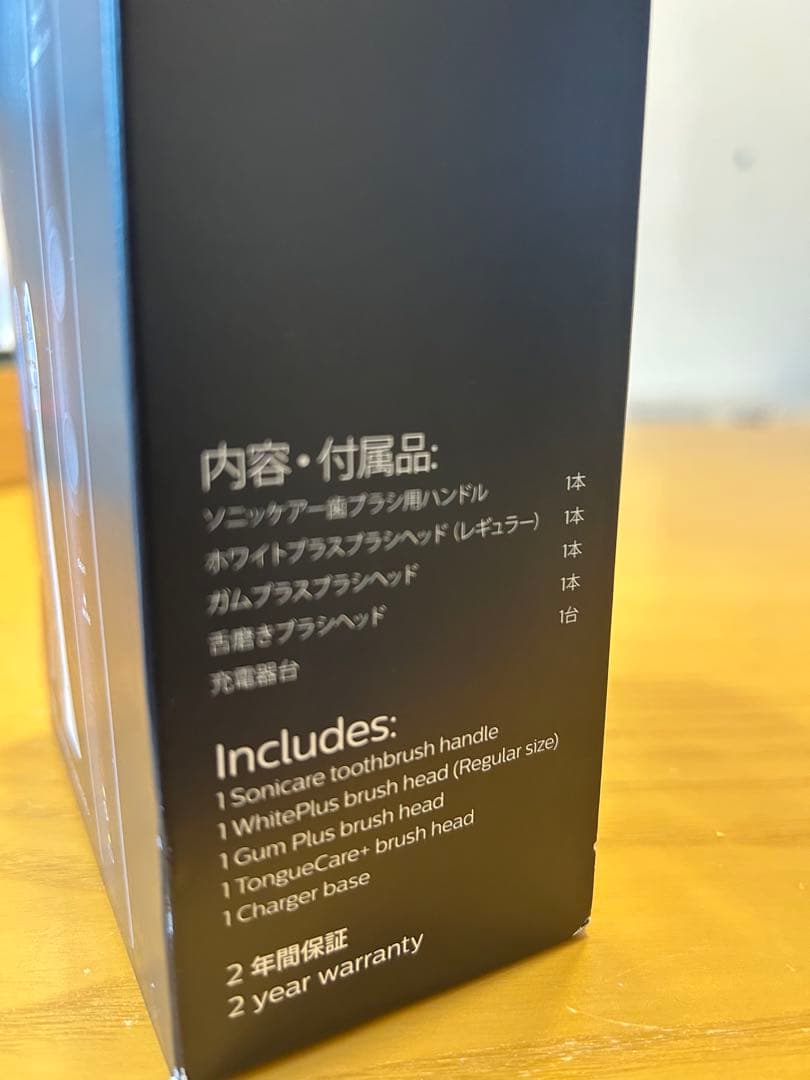 内容・付属品:
ソニッケアー歯ブラシ用ハンドル 1本
ホワイトプラスブラシヘッド (レギュラー) 1本
ガムプラスブラシヘッド 1本
舌磨きブラシヘッド 1本
充電器台 1台
Includes:
1 Sonicare toothbrush handle
1 WhitePlus brush head (Regular size)
1 Gum Plus brush head
1 TongueCare+ brush head
1 Charger base
2 年間保証
2 year warranty